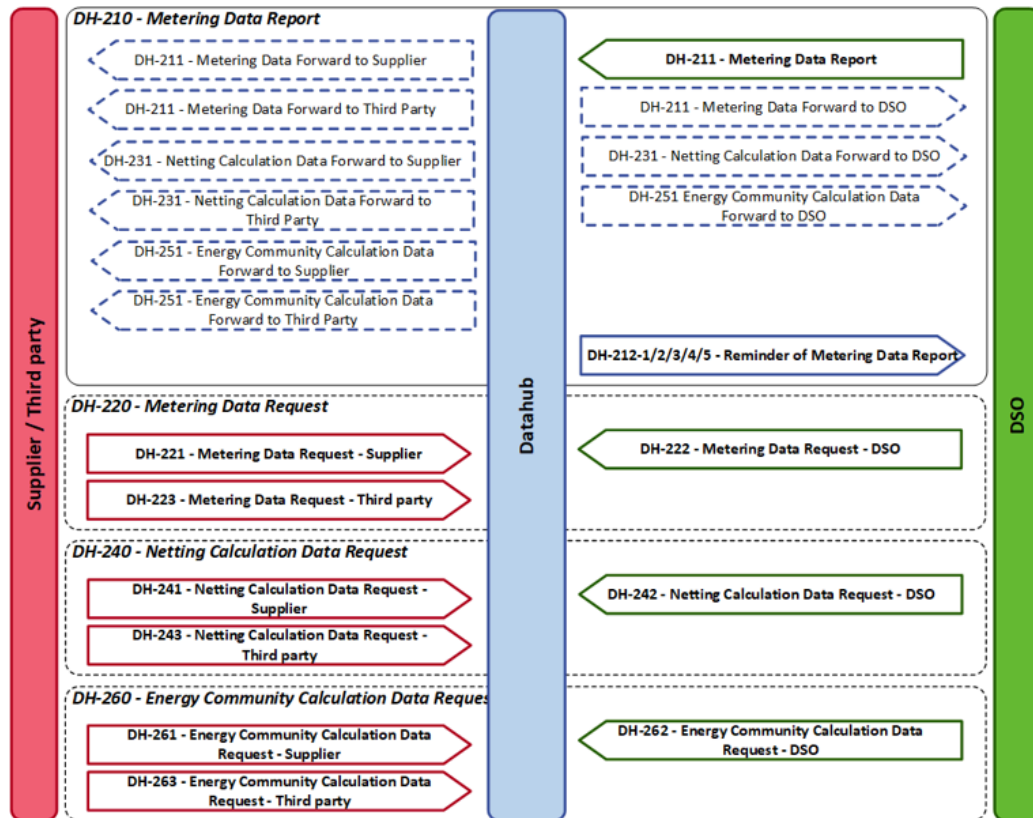 DH-210 - Metering Data Report
DH-211 - Metering Data Forward to Supplier
DH-211 - Metering Data Forward to Third Party
DH-231 - Netting Calculation Data Forward to Supplier
DH-231 - Netting Calculation Data Forward to
Third Party
DH-251 - Energy Community Calculation Data
Forward to Supplier
DH-251 - Energy Community Calculation Data
Forward to Third Party
DH-211 - Metering Data Report
DH-211 - Metering Data Forward to DSO
DH-231 - Netting Calculation Data Forward to DSO
DH-251 Energy Community Calculation Data
Forward to DSO
DH-212-1/2/3/4/5 - Reminder of Metering Data Report
Supplier / Third party
Datahub
DSO
DH-220 - Metering Data Request
DH-221 - Metering Data Request - Supplier
DH-223 - Metering Data Request - Third party
DH-222 - Metering Data Request - DSO
DH-240 - Netting Calculation Data Request
DH-241 - Netting Calculation Data Request -
Supplier
DH-243 - Netting Calculation Data Request -
Third party
DH-242 - Netting Calculation Data Request - DSO
DH-260 - Energy Community Calculation Data Reques
DH-261 - Energy Community Calculation Data
Request - Supplier
DH-263 - Energy Community Calculation Data
Request - Third party
DH-262 - Energy Community Calculation Data
Request - DSO